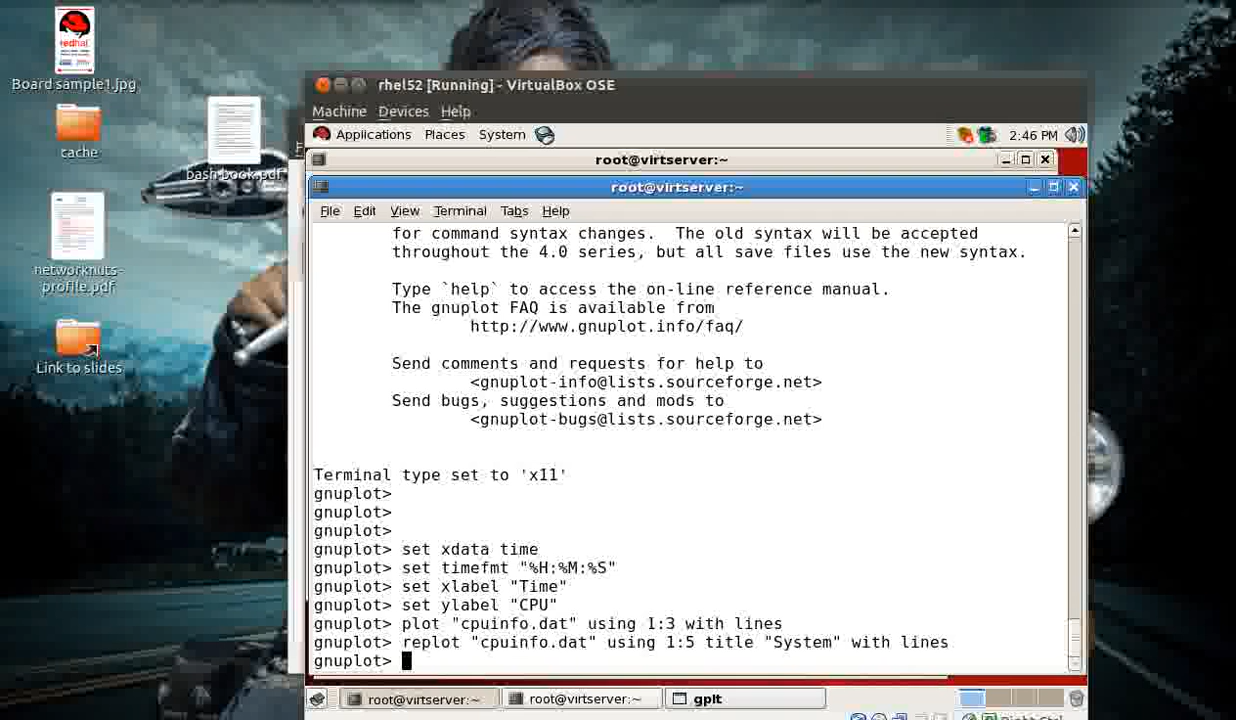 redhat
Board sample1.jpg
cache
bash book.pdf
networknuts-
profile.pdf
Link to slides
rhel52 [Running] - VirtualBox OSE
Machine Devices Help
Applications Places System 2:46 PM
root@virtserver:~
root@virtserver:~
File Edit View Terminal Tabs Help
for command syntax changes. The old syntax will be accepted
throughout the 4.0 series, but all save files use the new syntax.
Type `help` to access the on-line reference manual.
The gnuplot FAQ is available from
http://www.gnuplot.info/faq/
Send comments and requests for help to
<gnuplot-info@lists.sourceforge.net>
Send bugs, suggestions and mods to
<gnuplot-bugs@lists.sourceforge.net>
Terminal type set to 'x11'
gnuplot>
gnuplot>
gnuplot>
gnuplot> set xdata time
gnuplot> set timefmt "%H:%M:%S"
gnuplot> set xlabel "Time"
gnuplot> set ylabel "CPU"
gnuplot> plot "cpuinfo.dat" using 1:3 with lines
gnuplot> replot "cpuinfo.dat" using 1:5 title "System" with lines
gnuplot>
root@virtserver:~ root@virtserver:~ gplt
Right Ctrl